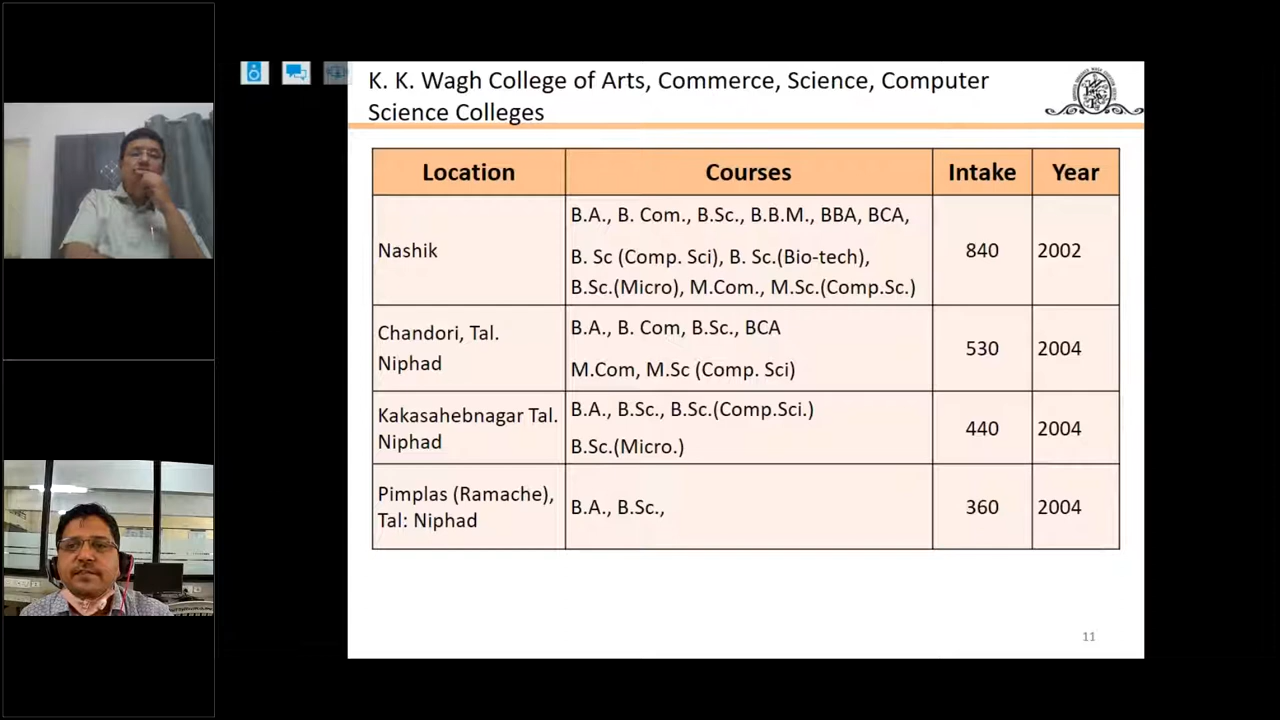 K. K. Wagh College of Arts, Commerce, Science, Computer
Science Colleges
Location Courses Intake Year
Nashik
B.A., B. Com., B.Sc., B.B.M., BBA, BCA,
B. Sc (Comp. Sci), B. Sc.(Bio-tech),
B.Sc.(Micro), M.Com., M.Sc.(Comp.Sc.)
840
2002
Chandori, Tal.
Niphad
B.A., B. Com, B.Sc., BCA
M.Com, M.Sc (Comp. Sci)
530
2004
Kakasahebnagar Tal.
Niphad
B.A., B.Sc., B.Sc.(Comp.Sci.)
B.Sc.(Micro.)
440
2004
Pimplas (Ramache),
Tal: Niphad
B.A., B.Sc.,
360
2004
11